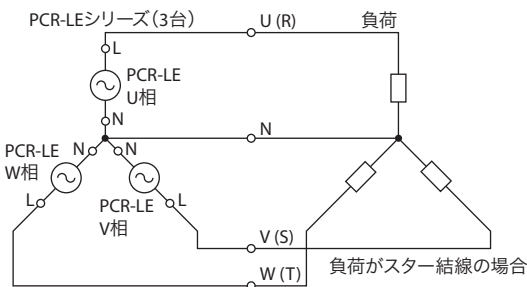 PCR-LEシリーズ（3台）
U (R)
負荷
L
PCR-LE
U相
N
N
PCR-LE
W相
N
N
L
PCR-LE
V相
L
V (S)
W (T)
負荷がスター結線の場合